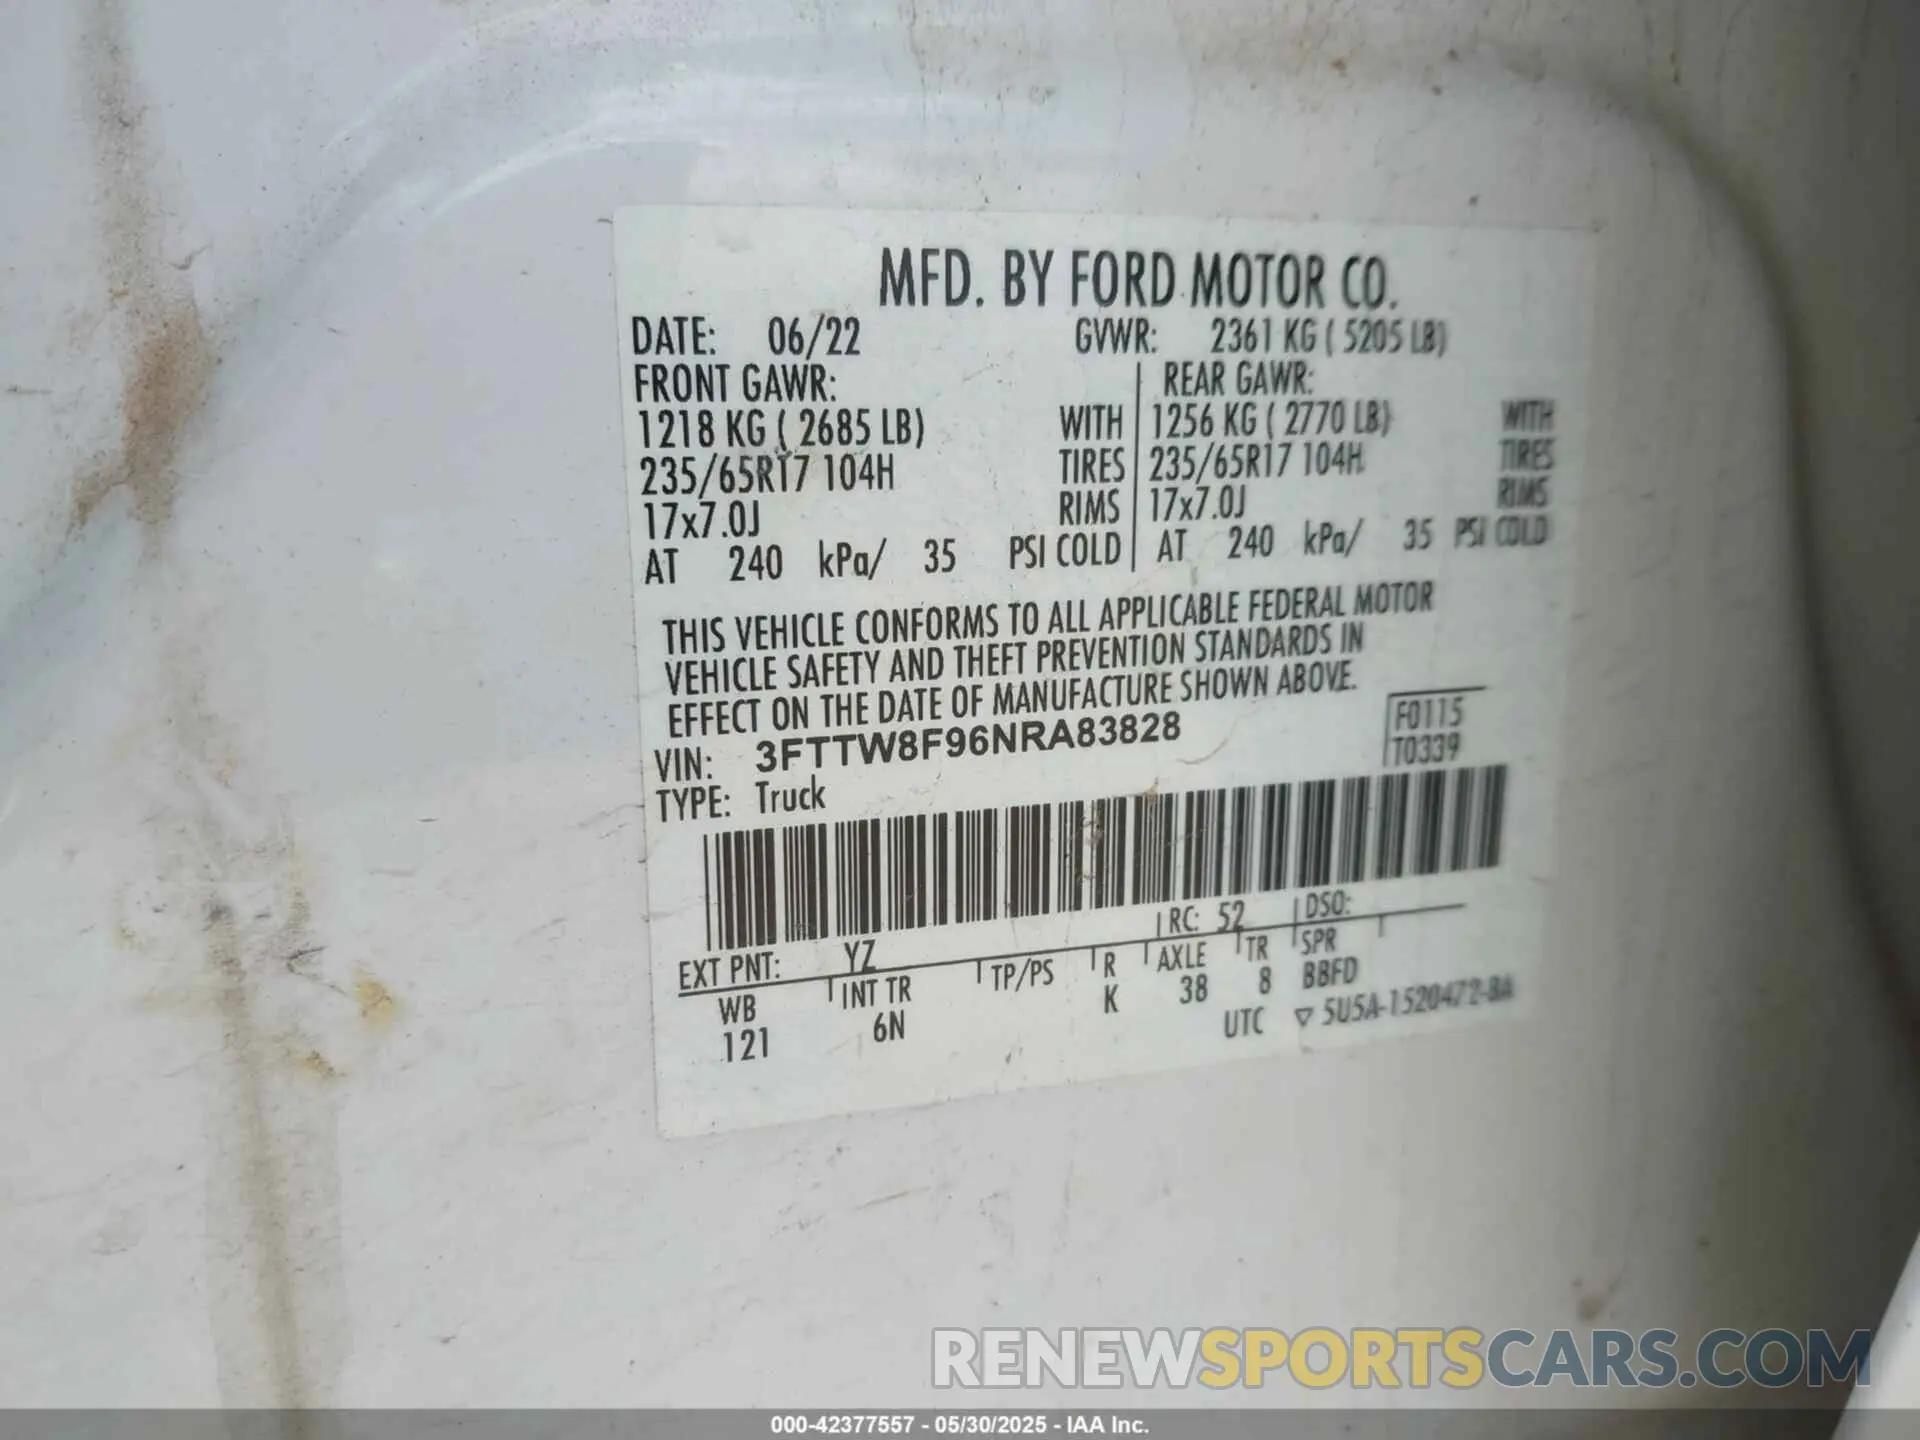 MFD. BY FORD MOTOR CO.
DATE: 06/22 GVWR: 2361 KG ( 5205 LB)
FRONT GAWR: REAR GAWR:
1218 KG ( 2685 LB) WITH 1256 KG ( 2770 LB) WITH
235/65R17 104H TIRES 235/65R17 104H TIRES
17x7.0J RIMS 17x7.0J RIMS
AT 240 kPa/ 35 PSI COLD AT 240 kPa/ 35 PSI COLD
THIS VEHICLE CONFORMS TO ALL APPLICABLE FEDERAL MOTOR
VEHICLE SAFETY AND THEFT PREVENTION STANDARDS IN
EFFECT ON THE DATE OF MANUFACTURE SHOWN ABOVE.
VIN: 3FTTW8F96NRA83828 F0115
TYPE: Truck T0339
EXT PNT: YZ RC: 52 DSO:
WB INT TR TP/PS R AXLE TR SPR
121 6N K 38 8 BBFD
UTC ▽ 5U5A-1520472-BA
RENEWSPORTSCARS.COM
000-42377557 - 05/30/2025 - IAA Inc.